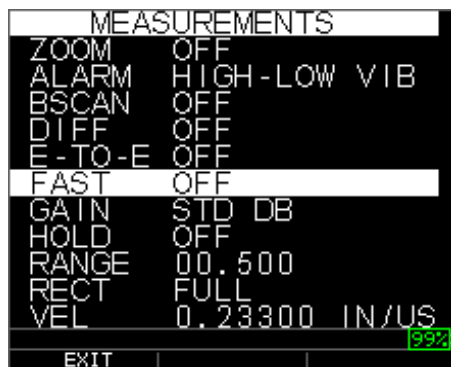 MEASUREMENTS
ZOOM OFF
ALARM HIGH-LOW VIB
BSCAN OFF
DIFF OFF
E-TO-E OFF
FAST OFF
GAIN STD DB
HOLD OFF
RANGE 00.500
RECT FULL
VEL 0.23300 IN/US
99%
EXIT